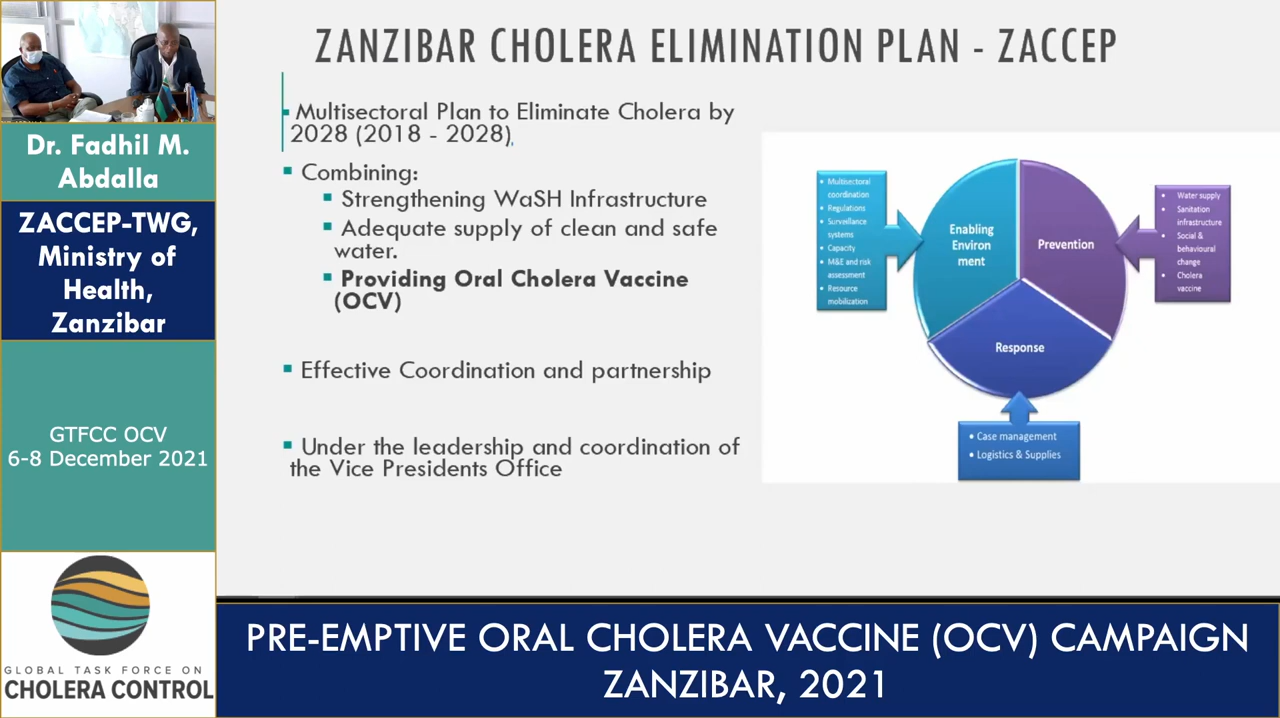 ZANZIBAR CHOLERA ELIMINATION PLAN - ZACCEP
Dr. Fadhil M.
Abdalla
ZACCEP-TWG,
Ministry of
Health,
Zanzibar
GTFCC OCV
6-8 December 2021
GLOBAL TASK FORCE ON
CHOLERA CONTROL
▪ Multisectoral Plan to Eliminate Cholera by
2028 (2018 - 2028),
▪ Combining:
▪ Strengthening WaSH Infrastructure
▪ Adequate supply of clean and safe
water.
▪ Providing Oral Cholera Vaccine
(OCV)
▪ Effective Coordination and partnership
▪ Under the leadership and coordination of
the Vice Presidents Office
• Multisectoral
coordination
• Regulations
• Surveillance
systems
• Capacity
• M&E and risk
assessment
• Resource
mobilization
Enabling
Environ
ment
Prevention
• Water supply
• Sanitation
infrastructure
• Social &
behavioural
change
• Cholera
vaccine
Response
• Case management
• Logistics & Supplies
PRE-EMPTIVE ORAL CHOLERA VACCINE (OCV) CAMPAIGN
ZANZIBAR, 2021